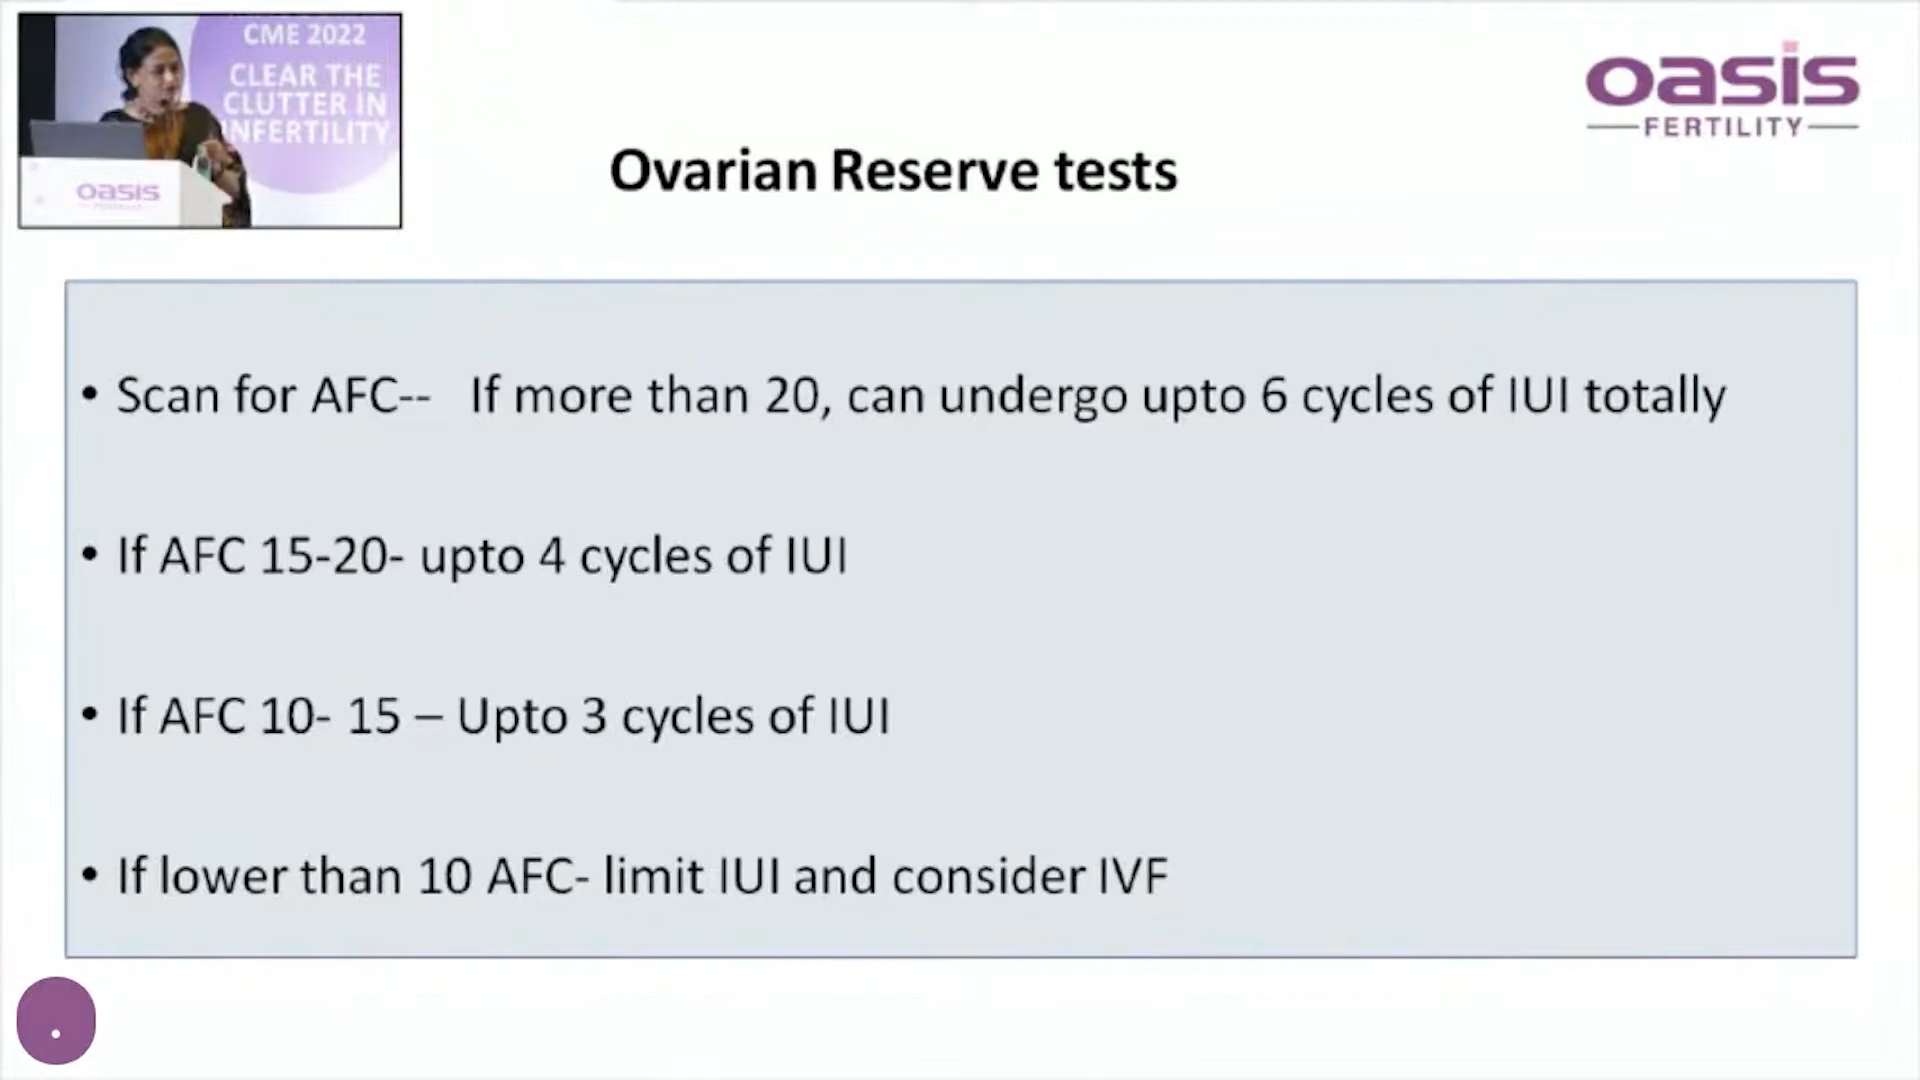 CME 2022
CLEAR THE
CLUTTER IN
INFERTILITY
oasis
oasis
FERTILITY
Ovarian Reserve tests
• Scan for AFC-- If more than 20, can undergo upto 6 cycles of IUI totally
• If AFC 15-20- upto 4 cycles of IUI
• If AFC 10- 15 – Upto 3 cycles of IUI
• If lower than 10 AFC- limit IUI and consider IVF